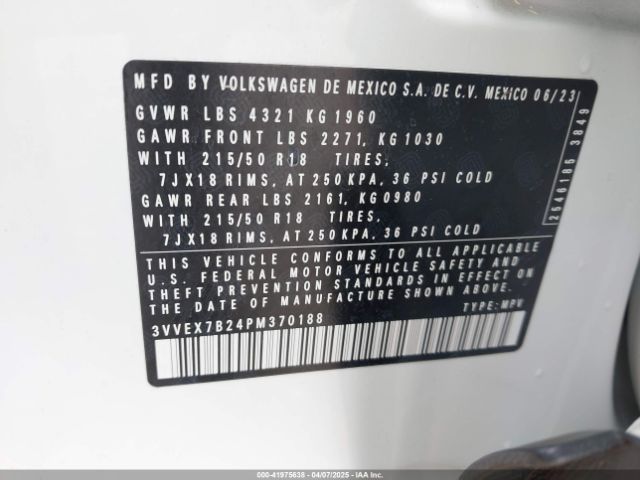 MFD BY VOLKSWAGEN DE MEXICO S.A. DE C.V. MEXICO 06/23
GVWR LBS 4321 KG 1960
GAWR FRONT LBS 2271, KG 1030
WITH 215/50 R18 TIRES.
7JX18 RIMS, AT 250 KPA, 36 PSI COLD
GAWR REAR LBS 2161, KG 0980
WITH 215/50 R18 TIRES.
7JX18 RIMS, AT 250 KPA, 36 PSI COLD
2546185 3849
THIS VEHICLE CONFORMS TO ALL APPLICABLE
U.S. FEDERAL MOTOR VEHICLE SAFETY AND
THEFT PREVENTION STANDARDS IN EFFECT ON
THE DATE OF MANUFACTURE SHOWN ABOVE.
3VVEX7B24PM370188 TYPE: MPV
000-41975638 - 04/07/2025 - IAAI.COM